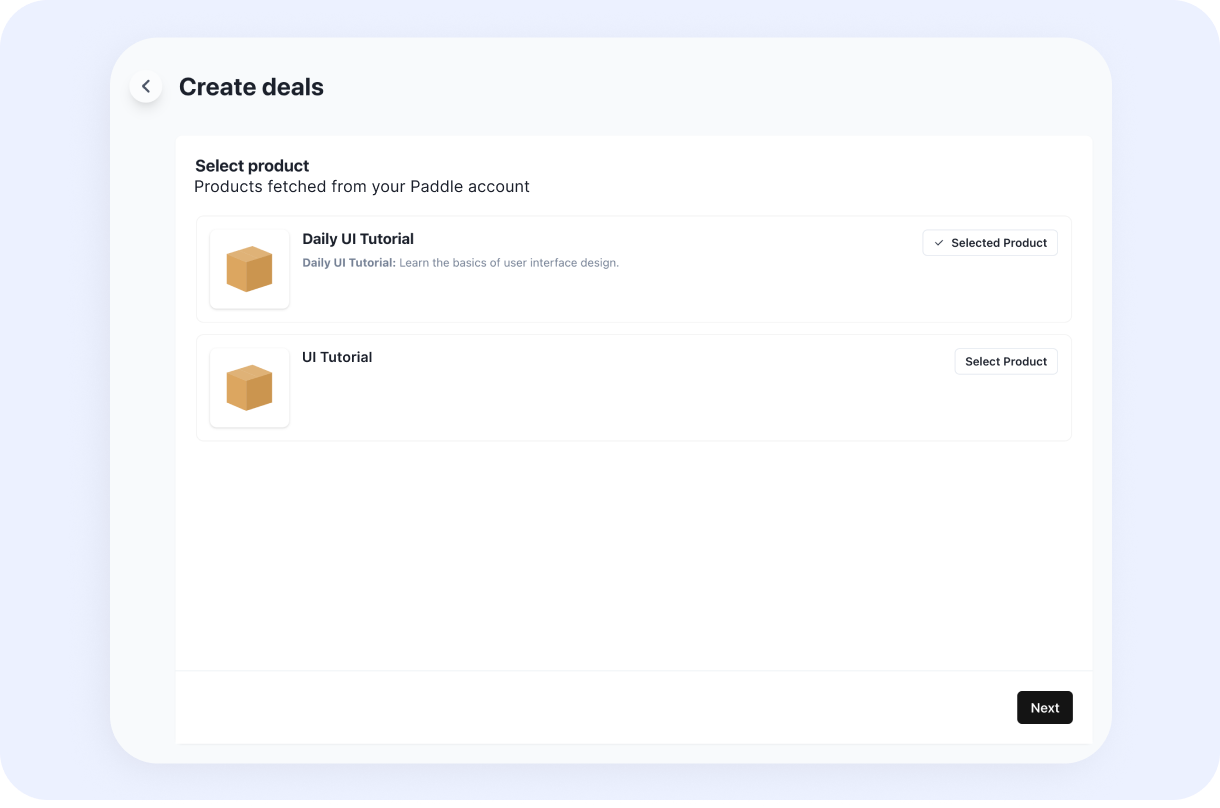 Create deals
Select product
Products fetched from your Paddle account
Daily UI Tutorial
Selected Product
Daily UI Tutorial: Learn the basics of user interface design.
UI Tutorial
Select Product
Next